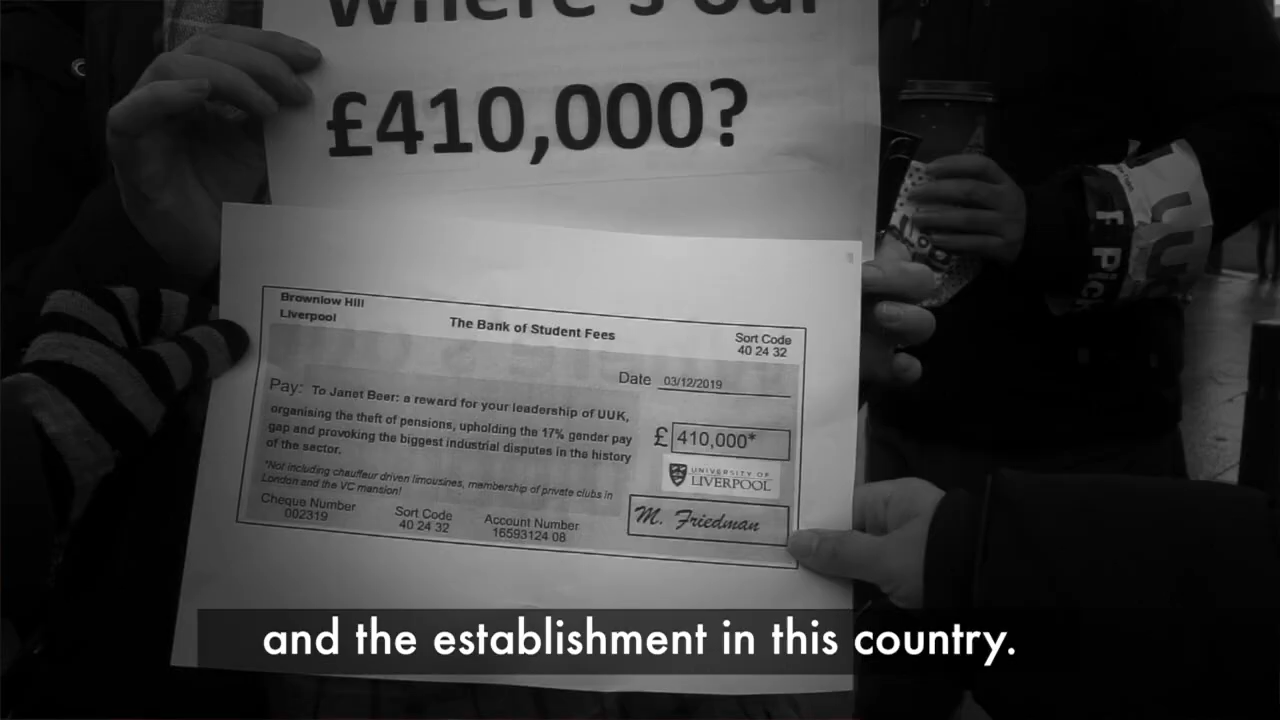 Where's our
£410,000?
Brownlow Hill
Liverpool
The Bank of Student Fees
Sort Code
40 24 32
Date 03/12/2019
Pay: To Janet Beer: a reward for your leadership of UUK,
organising the theft of pensions, upholding the 17% gender pay
gap and provoking the biggest industrial disputes in the history
of the sector.
£ 410,000*
UNIVERSITY OF
LIVERPOOL
*Not including chauffeur driven limousines, membership of private clubs in
London and the VC mansion!
M. Friedman
Cheque Number
002319
Sort Code
40 24 32
Account Number
16593124 08
UCU
and the establishment in this country.